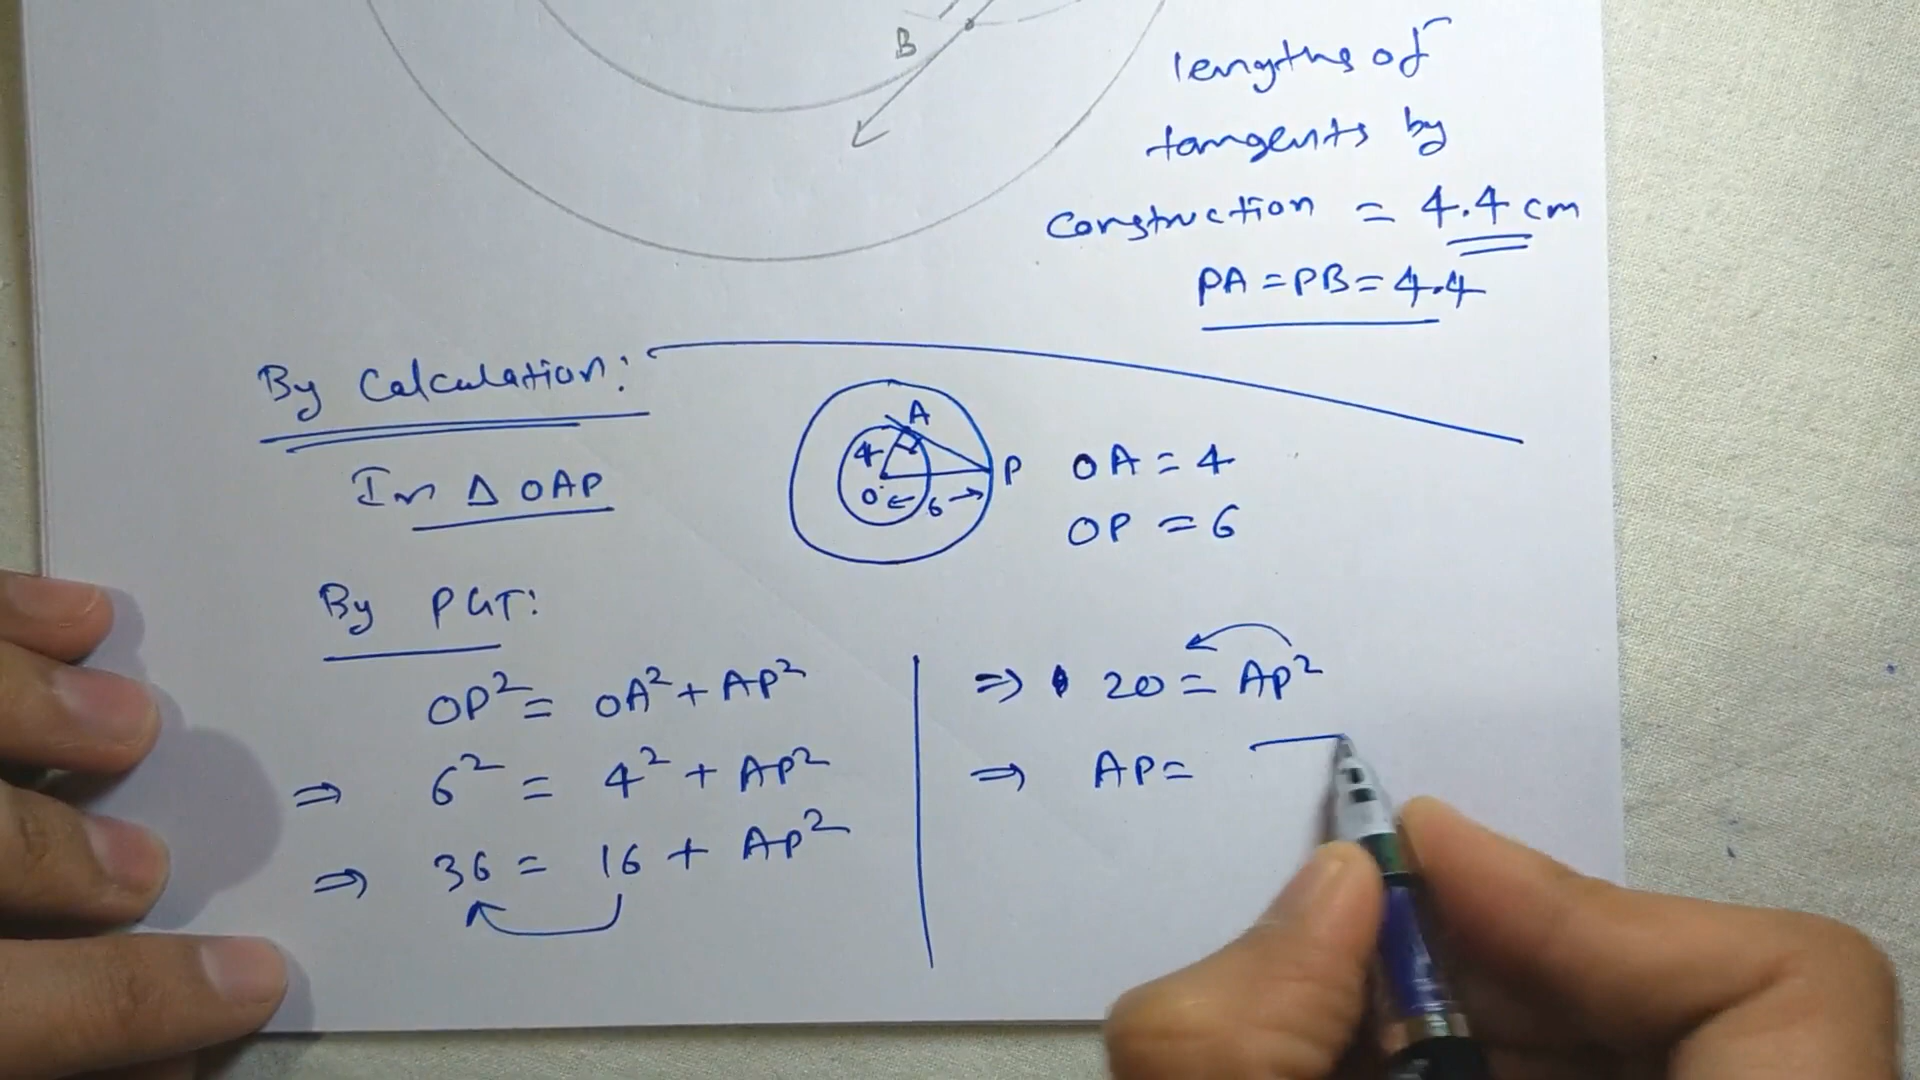 B
lengths of
tangents by
Construction = 4.4 cm
PA = PB = 4.4
By Calculation:
In Δ OAP
A
4
O
6
P
OA = 4
OP = 6
By PGT:
OP² = OA² + AP²
⇒ 6² = 4² + AP²
⇒ 36 = 16 + AP²
⇒ 20 = AP²
⇒ AP =